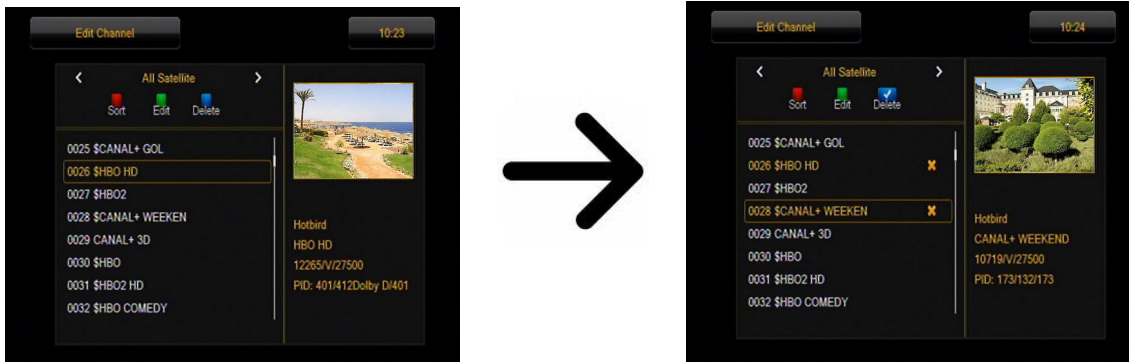 Edit Channel
10:23
All Satellite
Sort Edit Delete
0025 $CANAL+ GOL
0026 $HBO HD
0027 $HBO2
0028 $CANAL+ WEEKEN
0029 CANAL+ 3D
0030 $HBO
0031 $HBO2 HD
0032 $HBO COMEDY
Hotbird
HBO HD
12265/V/27500
PID: 401/412Dolby D/401
Edit Channel
10:24
All Satellite
Sort Edit Delete
0025 $CANAL+ GOL
0026 $HBO HD
0027 $HBO2
0028 $CANAL+ WEEKEN
0029 CANAL+ 3D
0030 $HBO
0031 $HBO2 HD
0032 $HBO COMEDY
Hotbird
CANAL+ WEEKEND
10719/V/27500
PID: 173/132/173